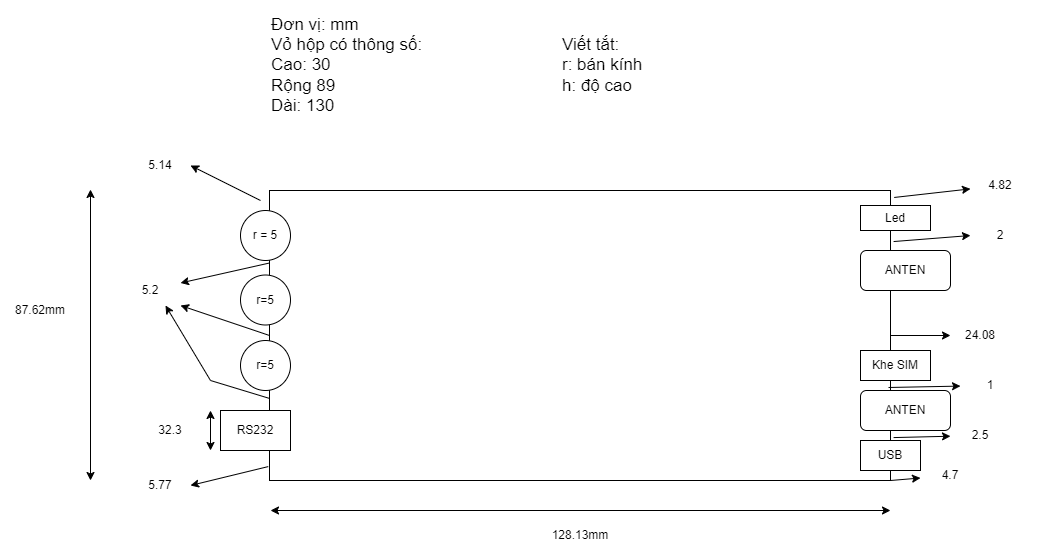 Đơn vị: mm
Vỏ hộp có thông số:
Cao: 30
Rộng 89
Dài: 130
Viết tắt:
r: bán kính
h: độ cao
5.14
4.82
Led
r = 5
2
ANTEN
5.2
r=5
87.62mm
24.08
Khe SIM
r=5
1
ANTEN
32.3
RS232
2.5
USB
4.7
5.77
128.13mm